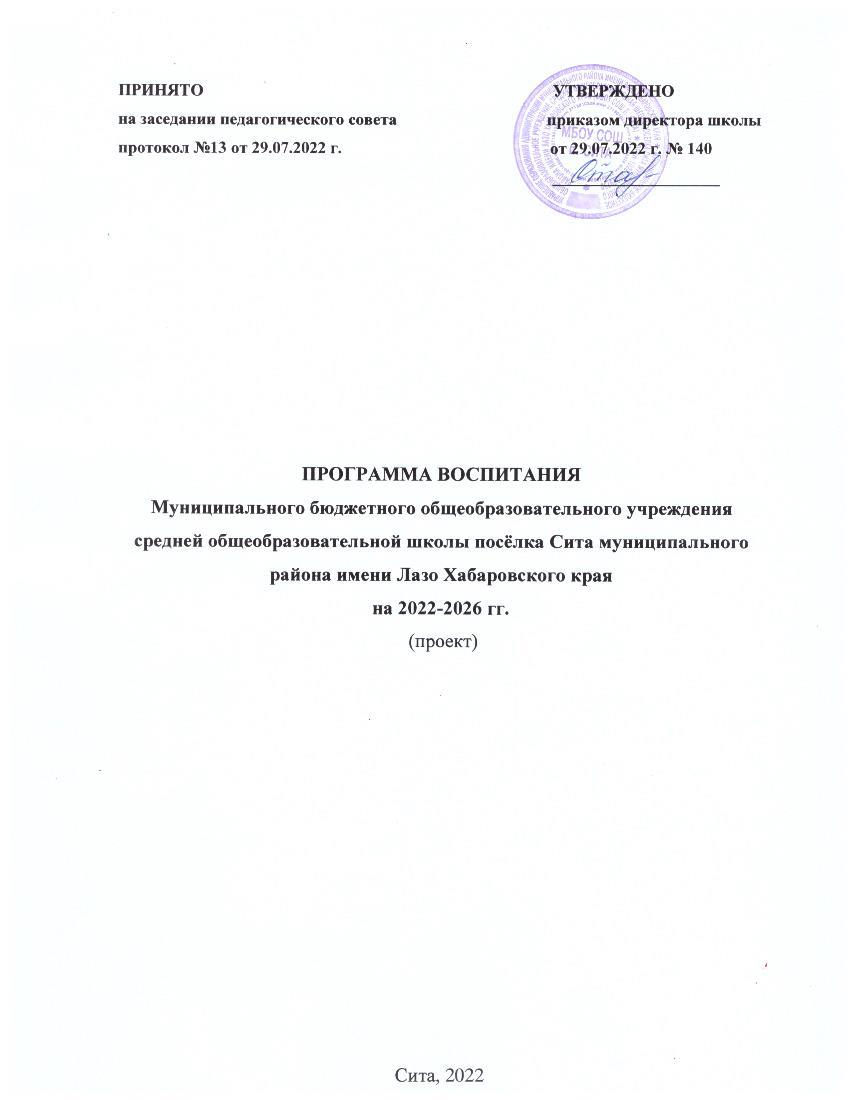 ПРИНЯТО
на заседании педагогического совета
протокол №13 от 29.07.2022 г.
УТВЕРЖДЕНО
приказом директора школы
от 29.07.2022 г. № 140
МБОУ СОШ
ПРОГРАММА ВОСПИТАНИЯ
Муниципального бюджетного общеобразовательного учреждения
средней общеобразовательной школы посёлка Сита муниципального
района имени Лазо Хабаровского края
на 2022-2026 гг.
(проект)
Сита, 2022